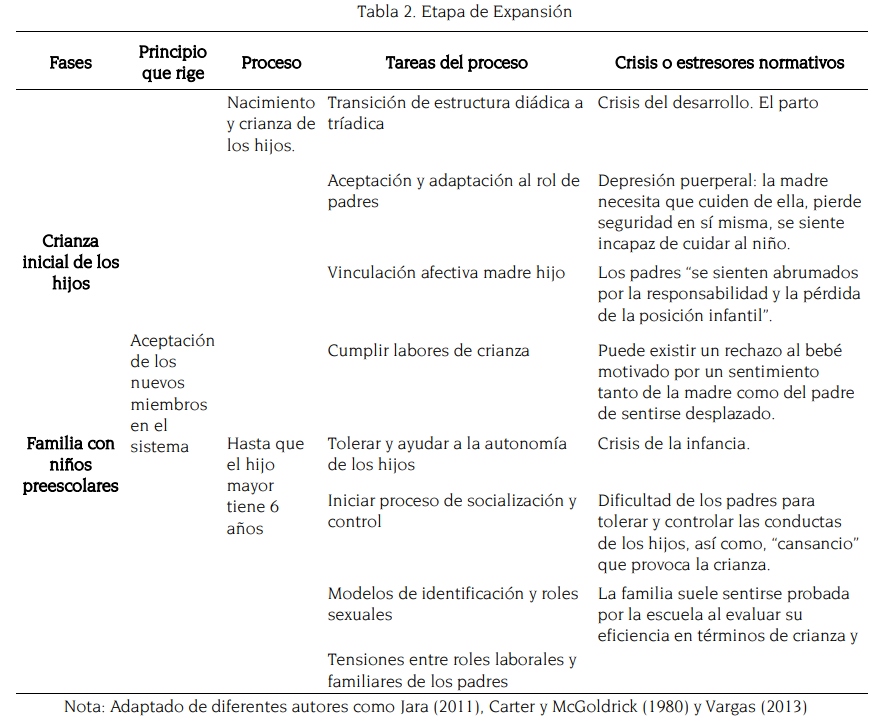 Tabla 2. Etapa de Expansión
Fases
Principio
que rige
Proceso
Tareas del proceso
Crisis o estresores normativos
Crianza
inicial de los
hijos
Aceptación
de los
nuevos
miembros
en el
sistema
Nacimiento
y crianza de
los hijos.
Transición de estructura diádica a
tríadica
Crisis del desarrollo. El parto
Aceptación y adaptación al rol de
padres
Depresión puerperal: la madre
necesita que cuiden de ella, pierde
seguridad en sí misma, se siente
incapaz de cuidar al niño.
Vinculación afectiva madre hijo
Los padres “se sienten abrumados
por la responsabilidad y la pérdida
de la posición infantil”.
Cumplir labores de crianza
Puede existir un rechazo al bebé
motivado por un sentimiento
tanto de la madre como del padre
de sentirse desplazado.
Familia con
niños
preescolares
Hasta que
el hijo
mayor
tiene 6
años
Tolerar y ayudar a la autonomía
de los hijos
Crisis de la infancia.
Iniciar proceso de socialización y
control
Dificultad de los padres para
tolerar y controlar las conductas
de los hijos, así como, “cansancio”
que provoca la crianza.
Modelos de identificación y roles
sexuales
La familia suele sentirse probada
por la escuela al evaluar su
eficiencia en términos de crianza y
Tensiones entre roles laborales y
familiares de los padres
Nota: Adaptado de diferentes autores como Jara (2011), Carter y McGoldrick (1980) y Vargas (2013)